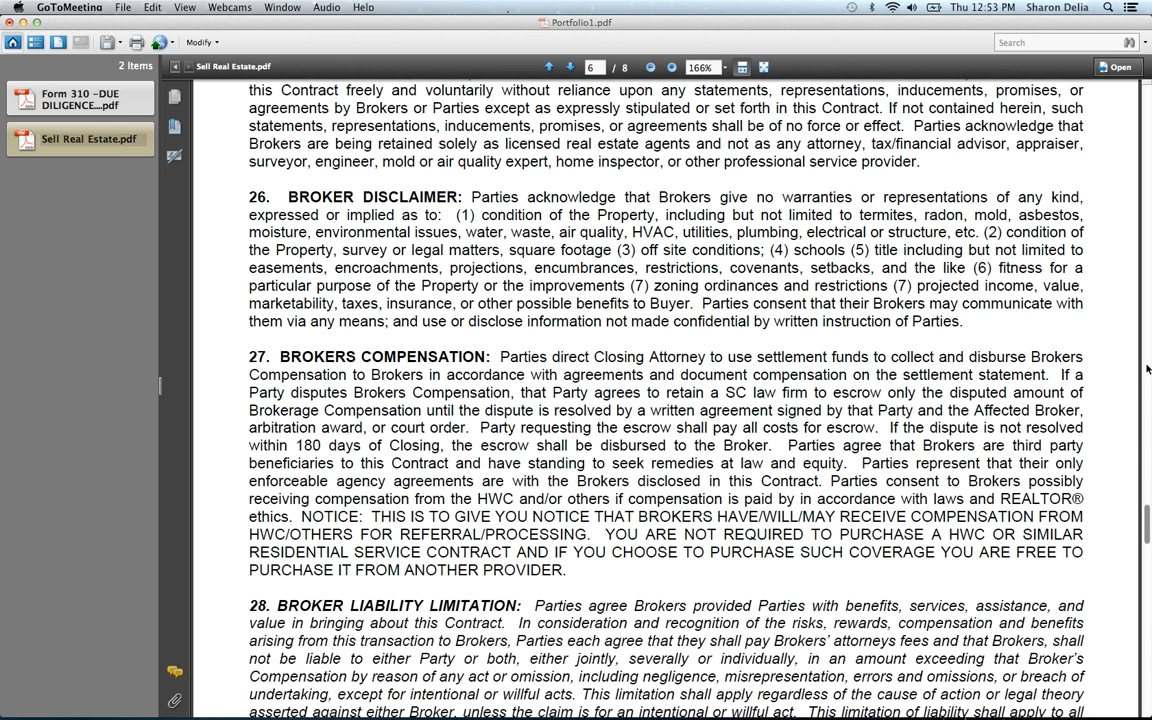 GoToMeeting File Edit View Webcams Window Audio Help Thu 12:53 PM Sharon Delia
Portfolio1.pdf
Modify Search
2 Items Sell Real Estate.pdf 6 / 8 166% Open
Form 310 -DUE
DILIGENCE....pdf
Sell Real Estate.pdf
this Contract freely and voluntarily without reliance upon any statements, representations, inducements, promises, or
agreements by Brokers or Parties except as expressly stipulated or set forth in this Contract. If not contained herein, such
statements, representations, inducements, promises, or agreements shall be of no force or effect. Parties acknowledge that
Brokers are being retained solely as licensed real estate agents and not as any attorney, tax/financial advisor, appraiser,
surveyor, engineer, mold or air quality expert, home inspector, or other professional service provider.
26. BROKER DISCLAIMER: Parties acknowledge that Brokers give no warranties or representations of any kind,
expressed or implied as to: (1) condition of the Property, including but not limited to termites, radon, mold, asbestos,
moisture, environmental issues, water, waste, air quality, HVAC, utilities, plumbing, electrical or structure, etc. (2) condition of
the Property, survey or legal matters, square footage (3) off site conditions; (4) schools (5) title including but not limited to
easements, encroachments, projections, encumbrances, restrictions, covenants, setbacks, and the like (6) fitness for a
particular purpose of the Property or the improvements (7) zoning ordinances and restrictions (7) projected income, value,
marketability, taxes, insurance, or other possible benefits to Buyer. Parties consent that their Brokers may communicate with
them via any means; and use or disclose information not made confidential by written instruction of Parties.
27. BROKERS COMPENSATION: Parties direct Closing Attorney to use settlement funds to collect and disburse Brokers
Compensation to Brokers in accordance with agreements and document compensation on the settlement statement. If a
Party disputes Brokers Compensation, that Party agrees to retain a SC law firm to escrow only the disputed amount of
Brokerage Compensation until the dispute is resolved by a written agreement signed by that Party and the Affected Broker,
arbitration award, or court order. Party requesting the escrow shall pay all costs for escrow. If the dispute is not resolved
within 180 days of Closing, the escrow shall be disbursed to the Broker. Parties agree that Brokers are third party
beneficiaries to this Contract and have standing to seek remedies at law and equity. Parties represent that their only
enforceable agency agreements are with the Brokers disclosed in this Contract. Parties consent to Brokers possibly
receiving compensation from the HWC and/or others if compensation is paid by in accordance with laws and REALTOR®
ethics. NOTICE: THIS IS TO GIVE YOU NOTICE THAT BROKERS HAVE/WILL/MAY RECEIVE COMPENSATION FROM
HWC/OTHERS FOR REFERRAL/PROCESSING. YOU ARE NOT REQUIRED TO PURCHASE A HWC OR SIMILAR
RESIDENTIAL SERVICE CONTRACT AND IF YOU CHOOSE TO PURCHASE SUCH COVERAGE YOU ARE FREE TO
PURCHASE IT FROM ANOTHER PROVIDER.
28. BROKER LIABILITY LIMITATION: Parties agree Brokers provided Parties with benefits, services, assistance, and
value in bringing about this Contract. In consideration and recognition of the risks, rewards, compensation and benefits
arising from this transaction to Brokers, Parties each agree that they shall pay Brokers' attorneys fees and that Brokers, shall
not be liable to either Party or both, either jointly, severally or individually, in an amount exceeding that Broker's
Compensation by reason of any act or omission, including negligence, misrepresentation, errors and omissions, or breach of
undertaking, except for intentional or willful acts. This limitation shall apply regardless of the cause of action or legal theory
asserted against either Broker, unless the claim is for an intentional or willful act. This limitation of liability shall apply to all